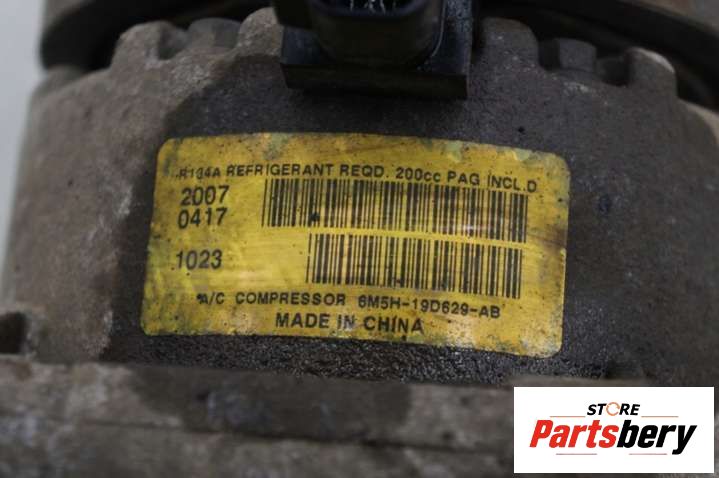 R134A REFRIGERANT REQD. 200cc PAG INCL.D
2007
0417
1023
A/C COMPRESSOR 6M5H-19D629-AB
MADE IN CHINA
STORE
Partsbery